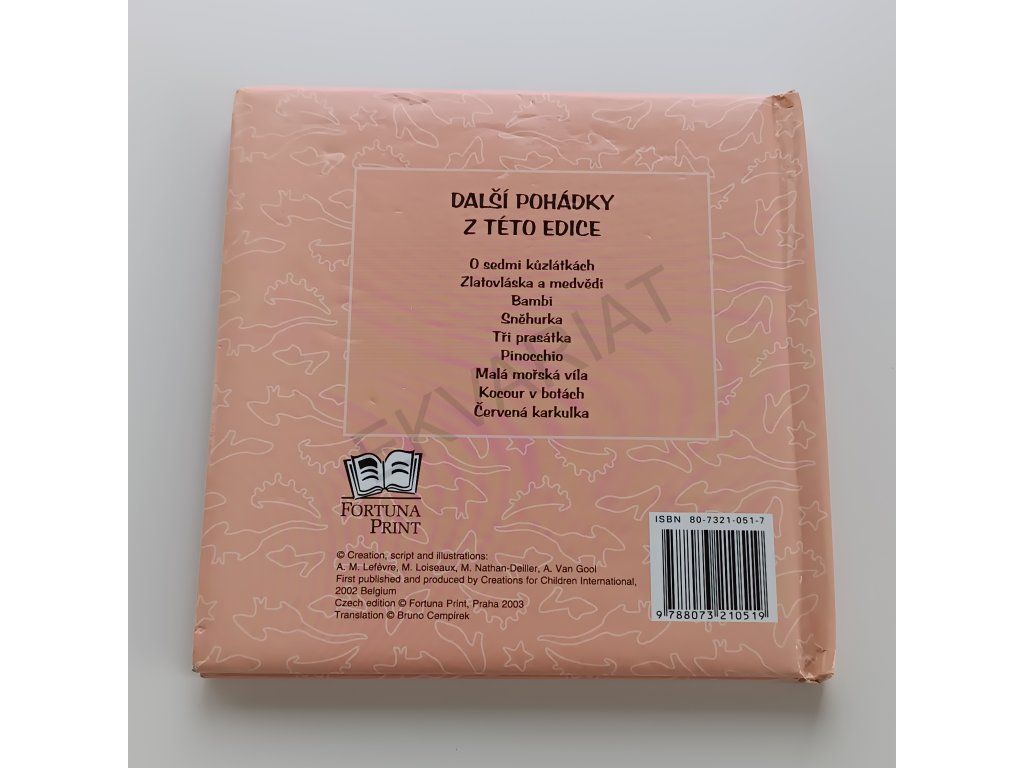 DALŠÍ POHÁDKY
Z TÉTO EDICE
O sedmi kůzlátkách
Zlatovláska a medvědi
Bambi
Sněhurka
Tři prasátka
Pinocchio
Malá mořská víla
Kocour v botách
Červená karkulka
EKVARIAT
FORTUNA
PRINT
© Creation, script and illustrations:
A. M. Lefèvre, M. Loiseaux, M. Nathan-Deiller, A. Van Gool
First published and produced by Creations for Children International,
2002 Belgium
Czech edition © Fortuna Print, Praha 2003
Translation © Bruno Cempírek
ISBN 80-7321-051-7
9 788073 210519